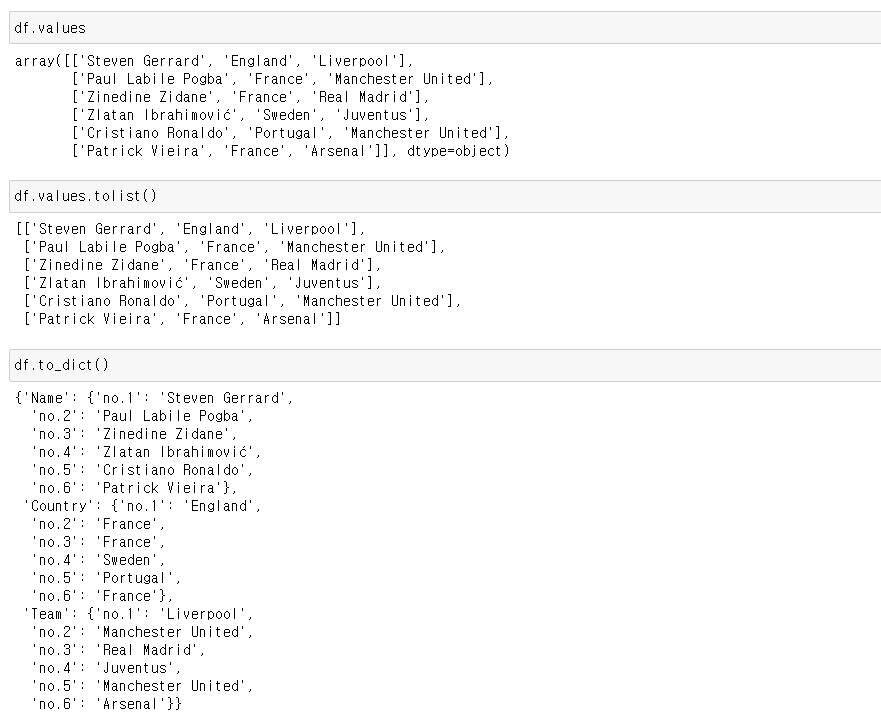 df.values
array([['Steven Gerrard', 'England', 'Liverpool'],
       ['Paul Labile Pogba', 'France', 'Manchester United'],
       ['Zinedine Zidane', 'France', 'Real Madrid'],
       ['Zlatan Ibrahimović', 'Sweden', 'Juventus'],
       ['Cristiano Ronaldo', 'Portugal', 'Manchester United'],
       ['Patrick Vieira', 'France', 'Arsenal']], dtype=object)
df.values.tolist()
[['Steven Gerrard', 'England', 'Liverpool'],
 ['Paul Labile Pogba', 'France', 'Manchester United'],
 ['Zinedine Zidane', 'France', 'Real Madrid'],
 ['Zlatan Ibrahimović', 'Sweden', 'Juventus'],
 ['Cristiano Ronaldo', 'Portugal', 'Manchester United'],
 ['Patrick Vieira', 'France', 'Arsenal']]
df.to_dict()
{'Name': {'no.1': 'Steven Gerrard',
  'no.2': 'Paul Labile Pogba',
  'no.3': 'Zinedine Zidane',
  'no.4': 'Zlatan Ibrahimović',
  'no.5': 'Cristiano Ronaldo',
  'no.6': 'Patrick Vieira'},
 'Country': {'no.1': 'England',
  'no.2': 'France',
  'no.3': 'France',
  'no.4': 'Sweden',
  'no.5': 'Portugal',
  'no.6': 'France'},
 'Team': {'no.1': 'Liverpool',
  'no.2': 'Manchester United',
  'no.3': 'Real Madrid',
  'no.4': 'Juventus',
  'no.5': 'Manchester United',
  'no.6': 'Arsenal'}}